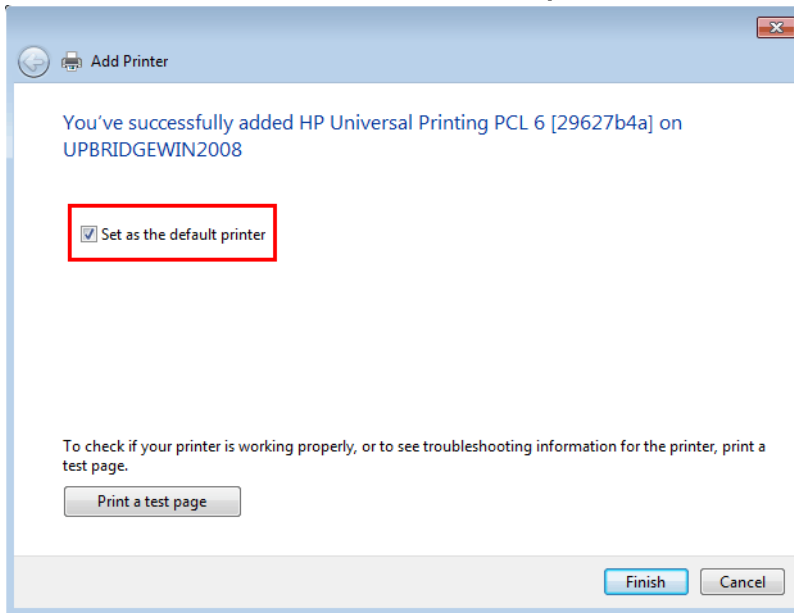 Add Printer
You've successfully added HP Universal Printing PCL 6 [29627b4a] on
UPBRIDGEWIN2008
Set as the default printer
To check if your printer is working properly, or to see troubleshooting information for the printer, print a
test page.
Print a test page
Finish Cancel